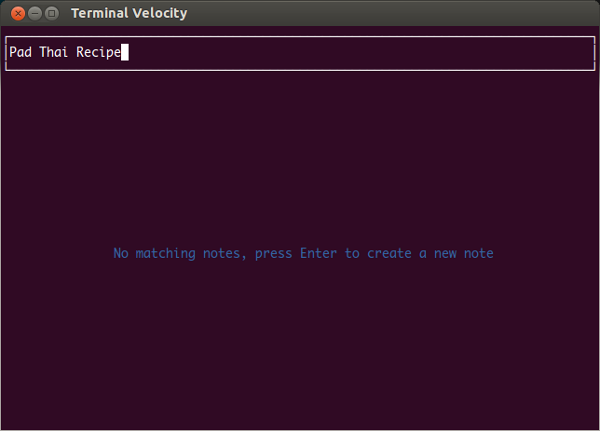 Terminal Velocity
Pad Thai Recipe
No matching notes, press Enter to create a new note